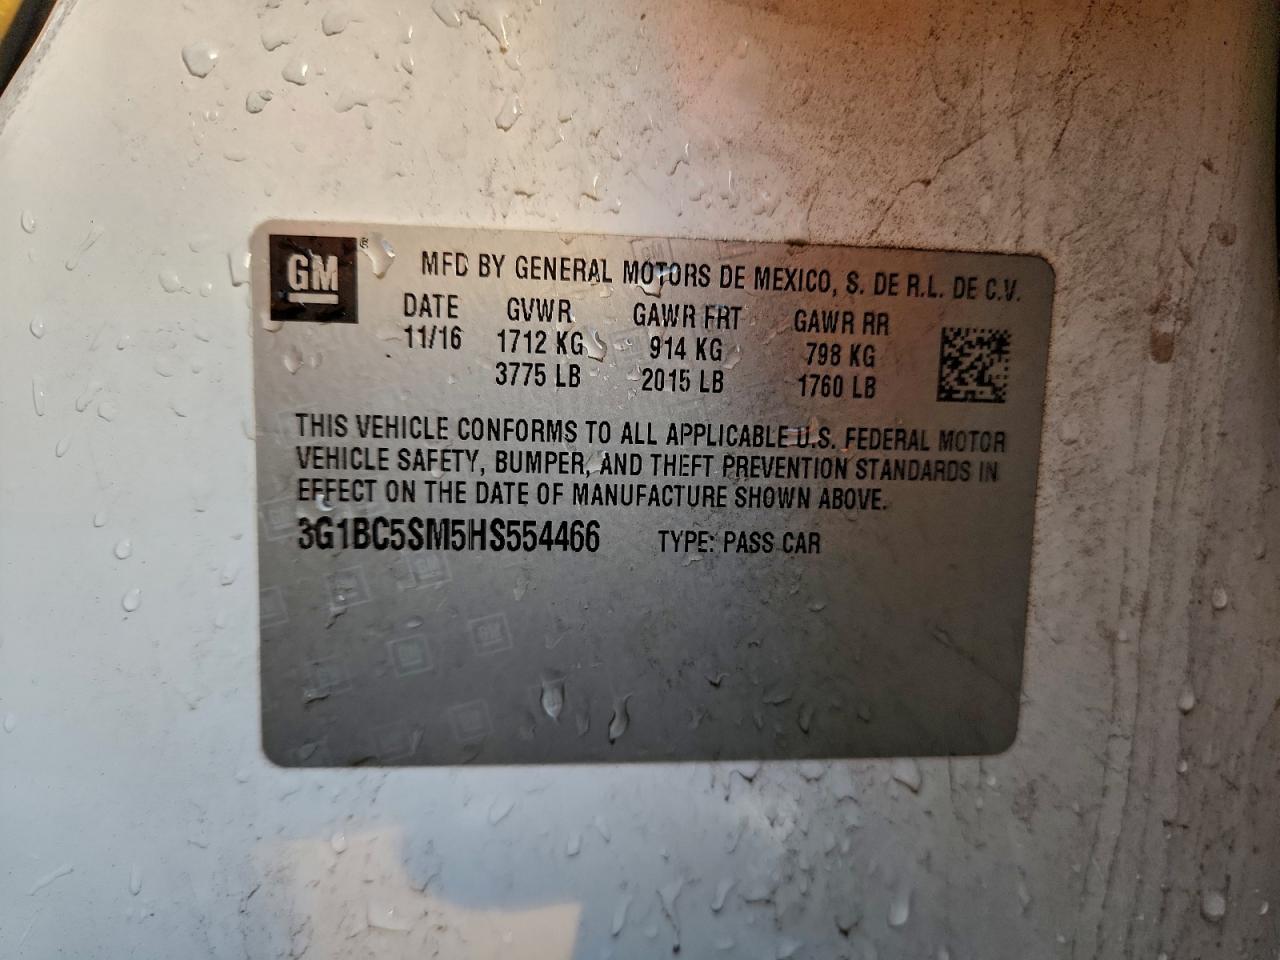 GM ®
MFD BY GENERAL MOTORS DE MEXICO, S. DE R.L. DE C.V.
DATE GVWR GAWR FRT GAWR RR
11/16 1712 KG 914 KG 798 KG
3775 LB 2015 LB 1760 LB
THIS VEHICLE CONFORMS TO ALL APPLICABLE U.S. FEDERAL MOTOR
VEHICLE SAFETY, BUMPER, AND THEFT PREVENTION STANDARDS IN
EFFECT ON THE DATE OF MANUFACTURE SHOWN ABOVE.
3G1BC5SM5HS554466 TYPE: PASS CAR